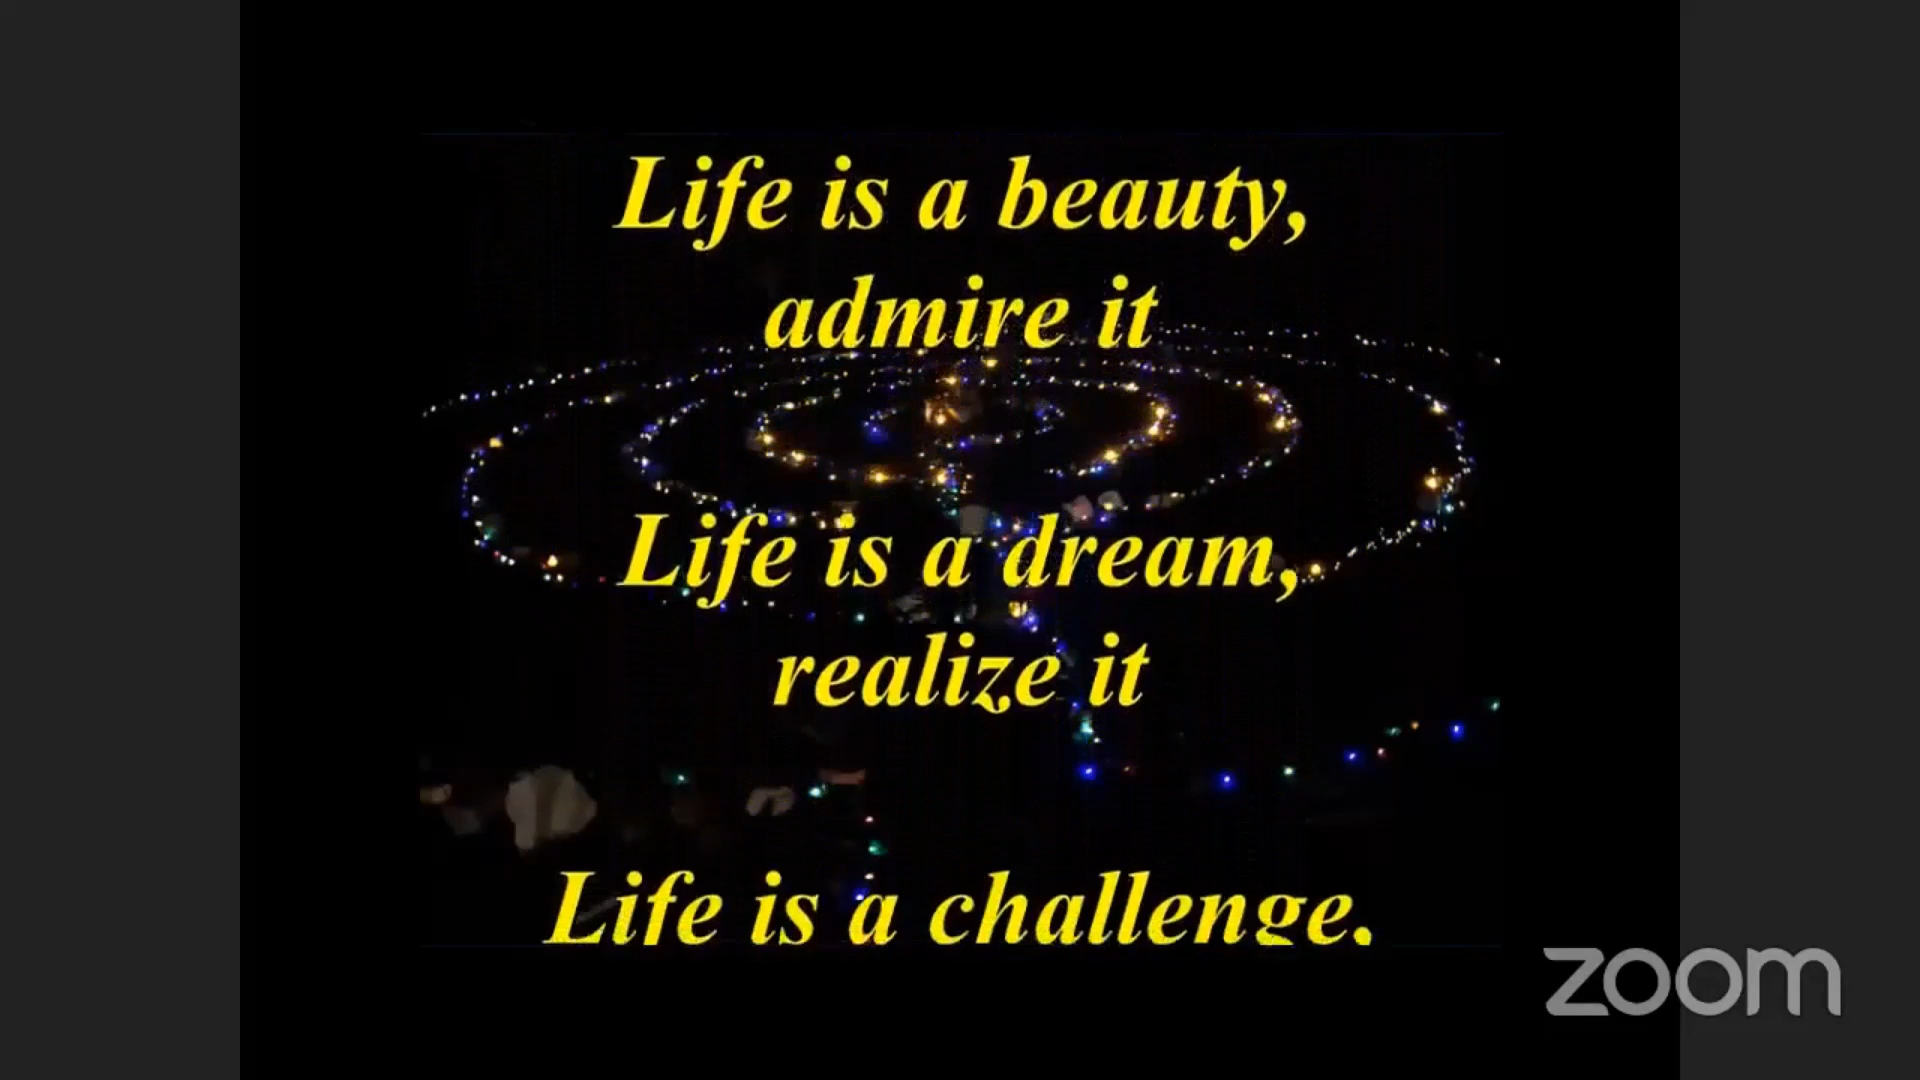 Life is a beauty,
admire it
Life is a dream,
realize it
Life is a challenge,
zoom